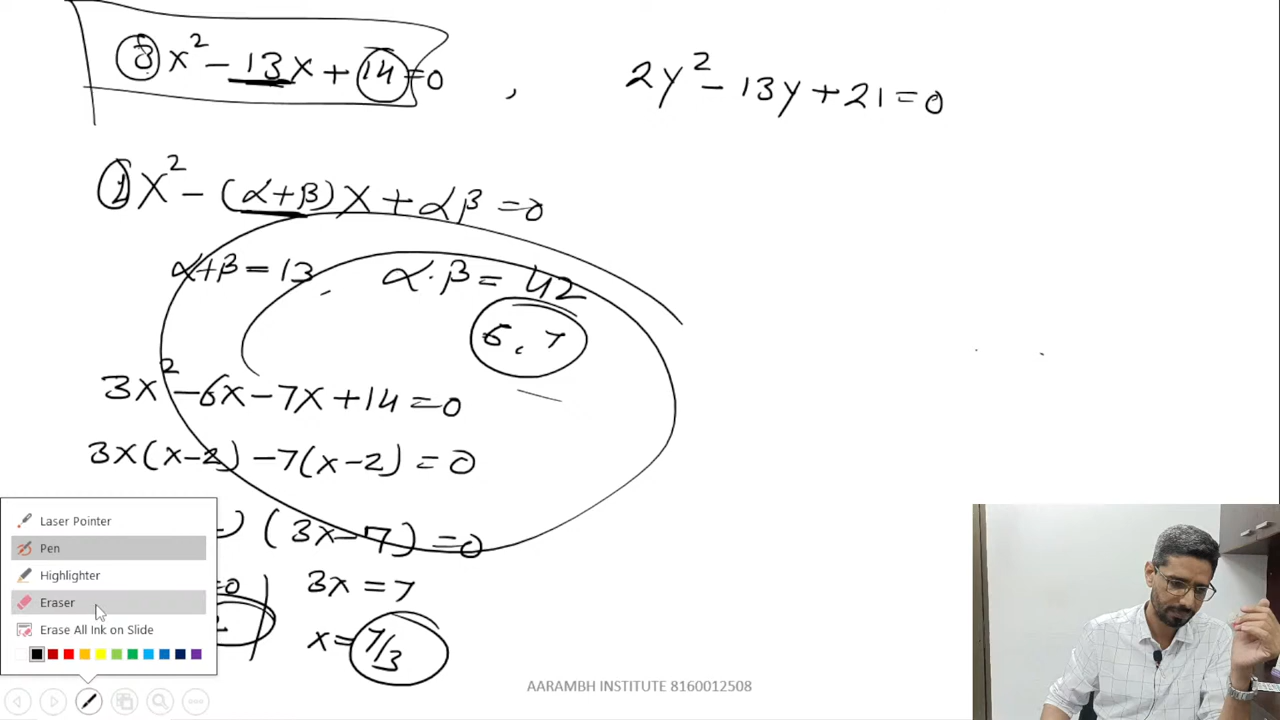 3x² - 13x + 14 = 0 , 2y² - 13y + 21 = 0
1x² - (α+β)x + αβ = 0
α+β = 13, α·β = 42
6, 7
3x² - 6x - 7x + 14 = 0
3x(x-2) - 7(x-2) = 0
) (3x-7) = 0
=0 3x = 7
2 x = 7/3
Laser Pointer
Pen
Highlighter
Eraser
Erase All Ink on Slide
AARAMBH INSTITUTE 8160012508